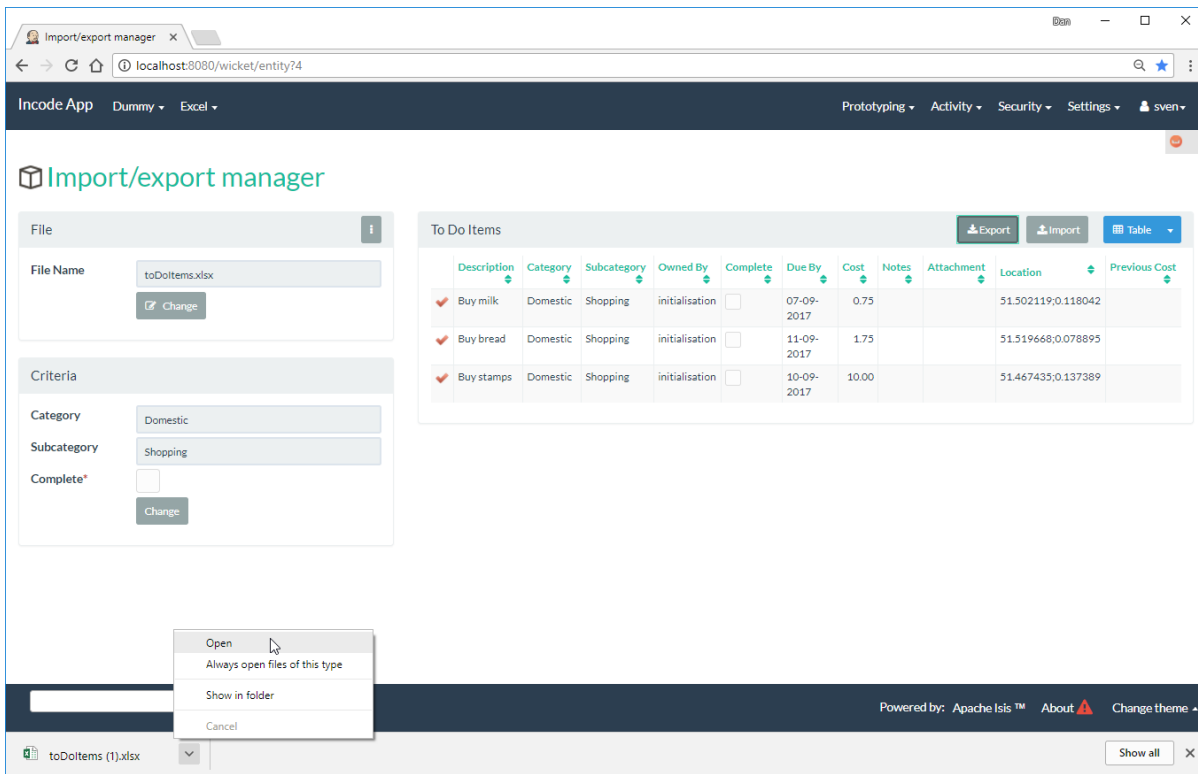 Import/export manager
Dan
localhost:8080/wicket/entity?4
Incode App Dummy Excel Prototyping Activity Security Settings sven
Import/export manager
File
File Name toDoItems.xlsx
Change
Criteria
Category Domestic
Subcategory Shopping
Complete*
Change
To Do Items Export Import Table
Description Category Subcategory Owned By Complete Due By Cost Notes Attachment Location Previous Cost
Buy milk Domestic Shopping initialisation 07-09- 0.75 51.502119;0.118042
2017
Buy bread Domestic Shopping initialisation 11-09- 1.75 51.519668;0.078895
2017
Buy stamps Domestic Shopping initialisation 10-09- 10.00 51.467435;0.137389
2017
Open
Always open files of this type
Show in folder
Cancel
Powered by: Apache Isis ™ About Change theme
toDoItems (1).xlsx Show all